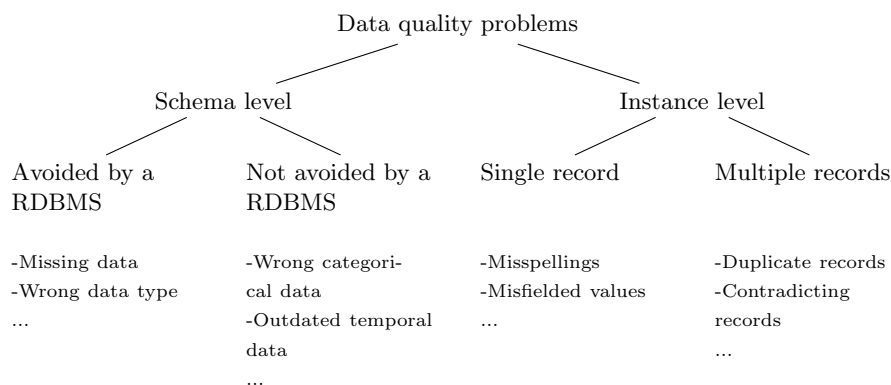 Data quality problems
Schema level
Instance level
Avoided by a
RDBMS
Not avoided by a
RDBMS
Single record
Multiple records
-Missing data
-Wrong data type
...
-Wrong categori-
cal data
-Outdated temporal
data
...
-Misspellings
-Misfielded values
...
-Duplicate records
-Contradicting
records
...